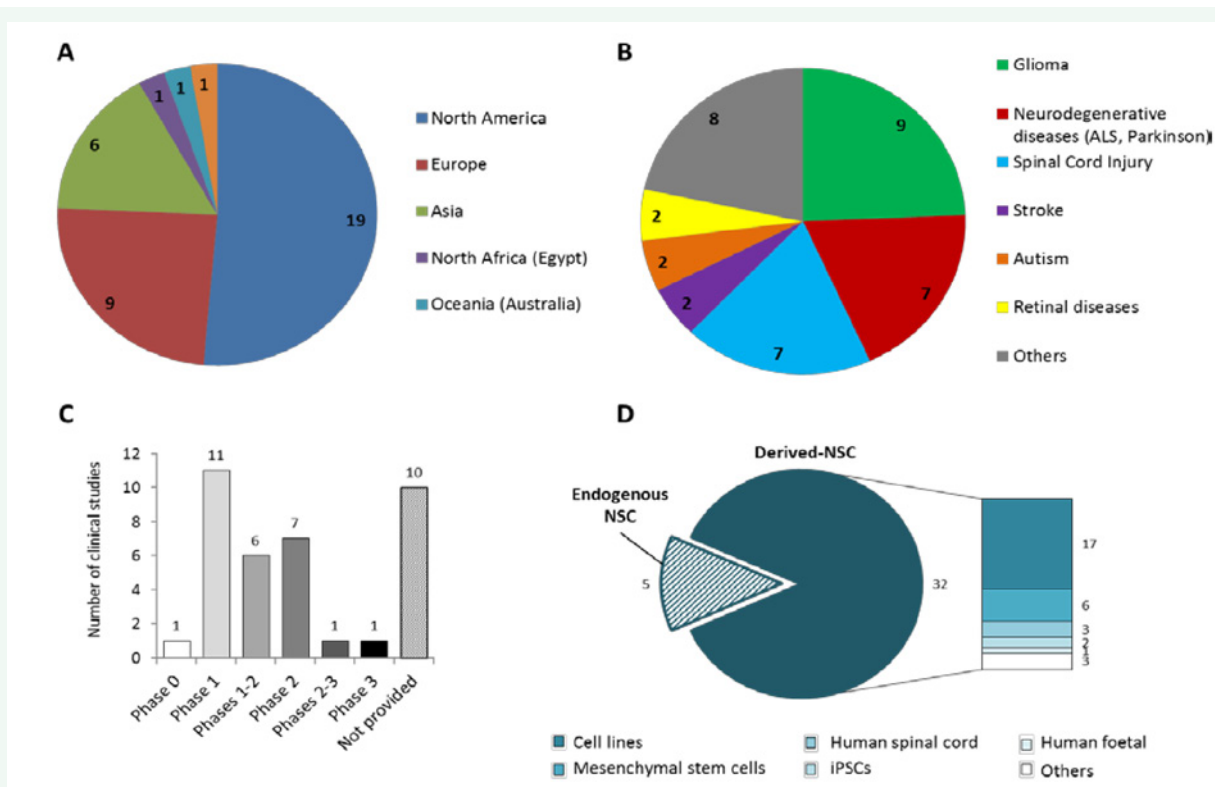 A
1
1
1
6
19
9
North America
Europe
Asia
North Africa (Egypt)
Oceania (Australia)
B
8
9
2
2
2
7
7
Glioma
Neurodegenerative
diseases (ALS, Parkinson)
Spinal Cord Injury
Stroke
Autism
Retinal diseases
Others
C
Number of clinical studies
12
10
8
6
4
2
0
1
11
6
7
1
1
10
Phase 0
Phase 1
Phases 1-2
Phase 2
Phases 2-3
Phase 3
Not provided
D
Derived-NSC
Endogenous
NSC
5
32
17
6
3
2
1
3
Cell lines
Human spinal cord
Human foetal
Mesenchymal stem cells
iPSCs
Others